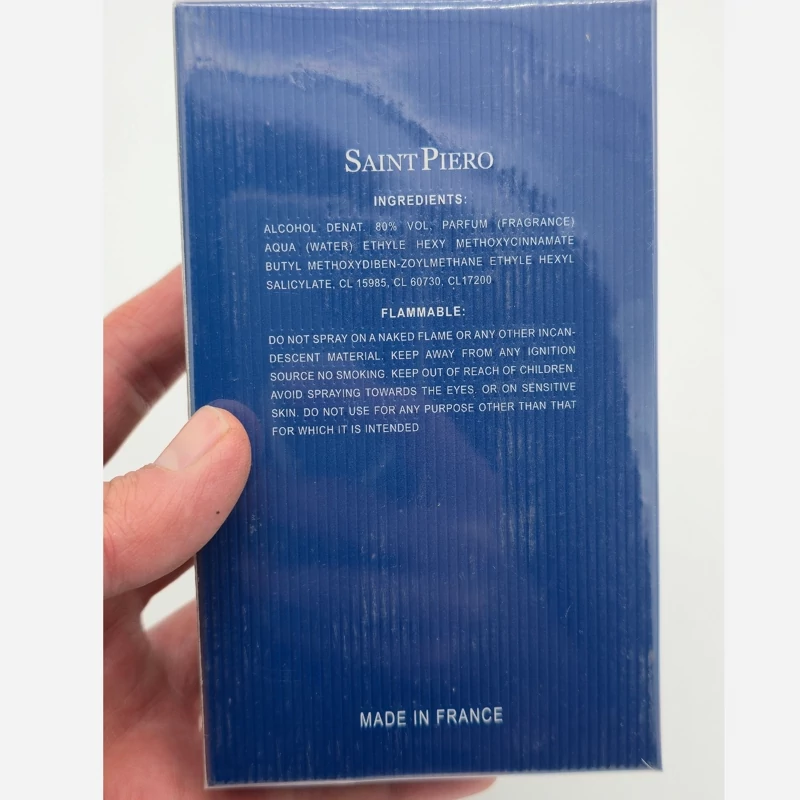 SAINT PIERO
INGREDIENTS:
ALCOHOL DENAT. 80% VOL, PARFUM (FRAGRANCE)
AQUA (WATER) ETHYLE HEXY METHOXYCINNAMATE
BUTYL METHOXYDIBEN-ZOYLMETHANE ETHYLE HEXYL
SALICYLATE, CL 15985, CL 60730, CL17200
FLAMMABLE:
DO NOT SPRAY ON A NAKED FLAME OR ANY OTHER INCAN-
DESCENT MATERIAL. KEEP AWAY FROM ANY IGNITION
SOURCE NO SMOKING. KEEP OUT OF REACH OF CHILDREN.
AVOID SPRAYING TOWARDS THE EYES. OR ON SENSITIVE
SKIN. DO NOT USE FOR ANY PURPOSE OTHER THAN THAT
FOR WHICH IT IS INTENDED
MADE IN FRANCE